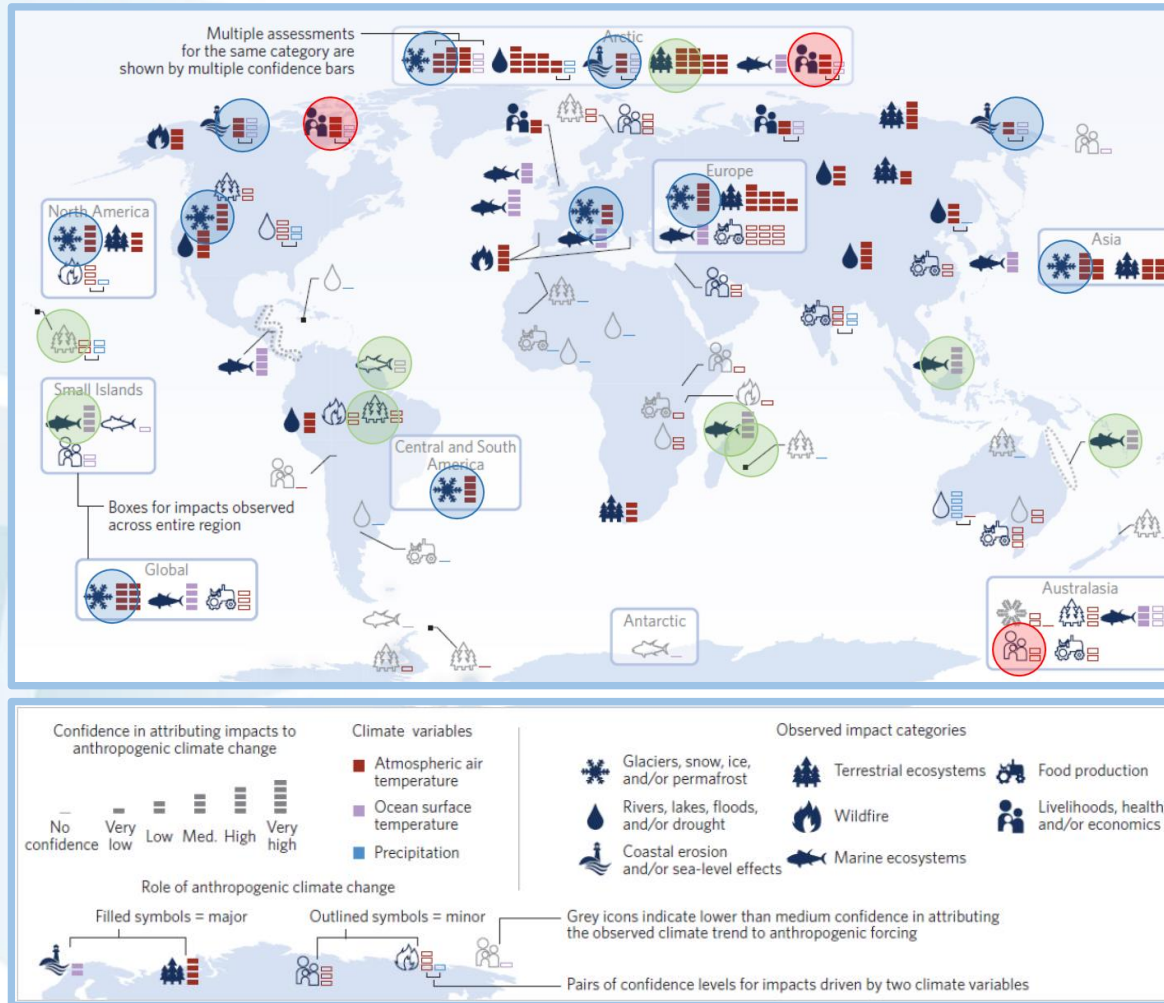 Multiple assessments
for the same category are
shown by multiple confidence bars
Arctic
North America
Europe
Asia
Small Islands
Central and South
America
Boxes for impacts observed
across entire region
Global
Antarctic
Australasia
Confidence in attributing impacts to
anthropogenic climate change
No
confidence
Very
low
Low
Med.
High
Very
high
Climate variables
Atmospheric air
temperature
Ocean surface
temperature
Precipitation
Observed impact categories
Glaciers, snow, ice,
and/or permafrost
Rivers, lakes, floods,
and/or drought
Coastal erosion
and/or sea-level effects
Terrestrial ecosystems
Wildfire
Marine ecosystems
Food production
Livelihoods, health
and/or economics
Role of anthropogenic climate change
Filled symbols = major
Outlined symbols = minor
Grey icons indicate lower than medium confidence in attributing
the observed climate trend to anthropogenic forcing
Pairs of confidence levels for impacts driven by two climate variables